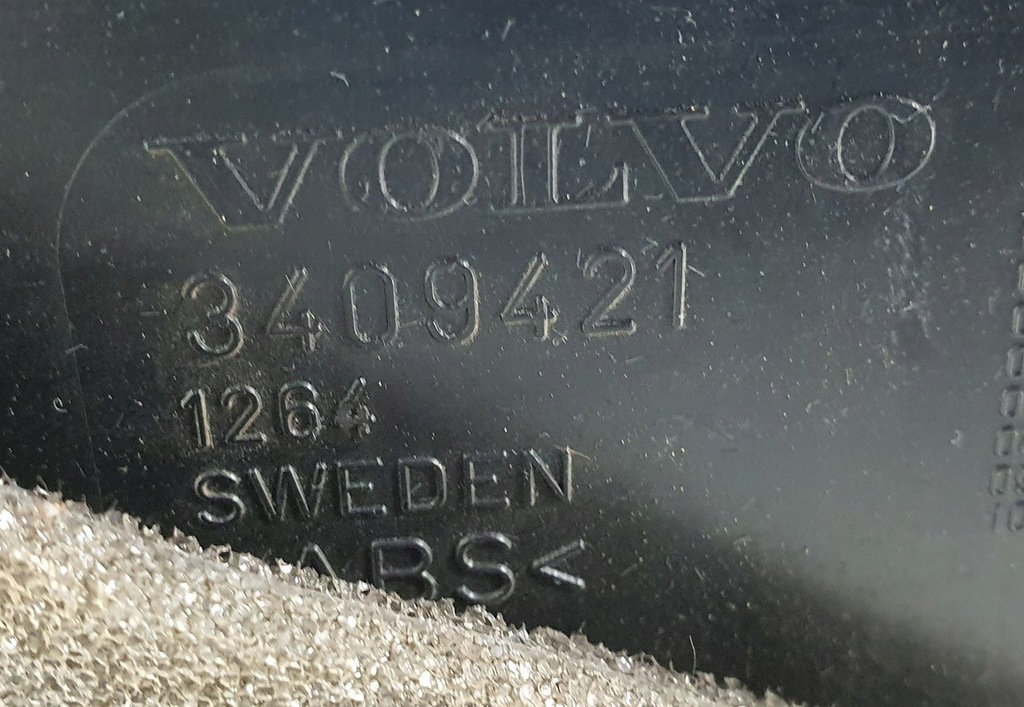 VOLVO
3409421
1264
SWEDEN
ABS<